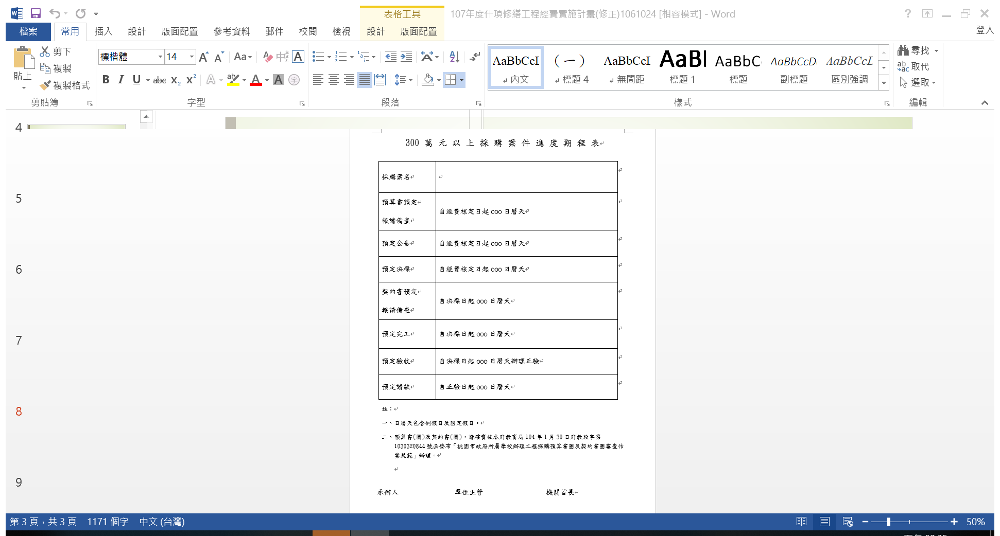 107年度什項修繕工程經費實施計畫(修正)1061024 [相容模式] - Word
表格工具
登入
檔案 常用 插入 設計 版面配置 參考資料 郵件 校閱 檢視 設計 版面配置
貼上
剪下
複製
複製格式
剪貼簿
標楷體 14
字型
段落
AaBbCcI (一) AaBbCcI AaBl AaBbC AaBbCcDt AaBbCcL
內文 標題 4 無間距 標題 1 標題 副標題 區別強調
樣式
尋找
取代
選取
編輯
4
5
6
7
8
9
300 萬元以上採購案件進度期程表
採購案名
預算書預定
報請備查
自經費核定日起 ooo 日曆天
預定公告 自經費核定日起 ooo 日曆天
預定決標 自經費核定日起 ooo 日曆天
契約書預定
報請備查
自決標日起 ooo 日曆天
預定完工 自決標日起 ooo 日曆天
預定驗收 自決標日起 ooo 日曆天辦理正驗
預定請款 自正驗日起 ooo 日曆天
註：
一、日曆天包含例假日及國定假日。
二、預算書(圖)及契約書(圖)，請確實依本府教育局 104 年 1 月 30 日府教設字第
1030320844 號函發布「桃園市政府所屬學校辦理工程採購預算書圖及契約書圖審查作
業規範」辦理。
承辦人 單位主管 機關首長
第 3 頁，共 3 頁 1171 個字 中文 (台灣)
50%